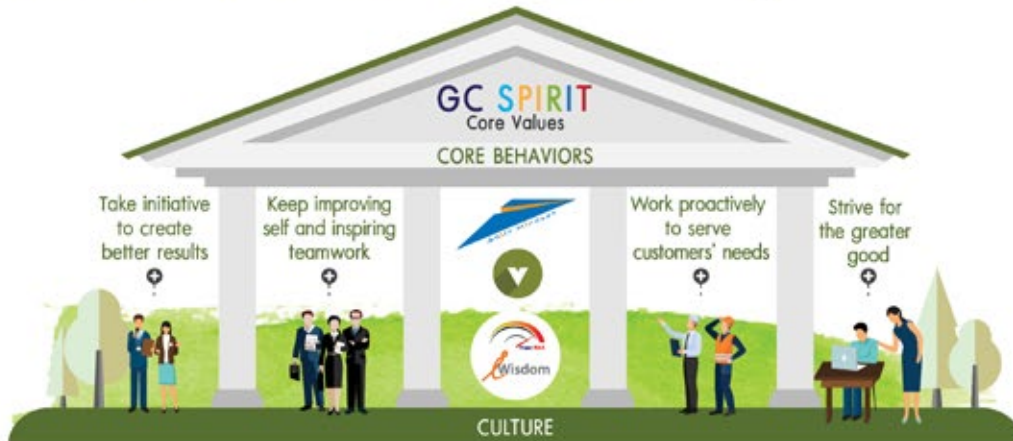 GC SPIRIT
Core Values
CORE BEHAVIORS
Take initiative
to create
better results
Keep improving
self and inspiring
teamwork
Work proactively
to serve
customers' needs
Strive for
the greater
good
Wisdom
CULTURE